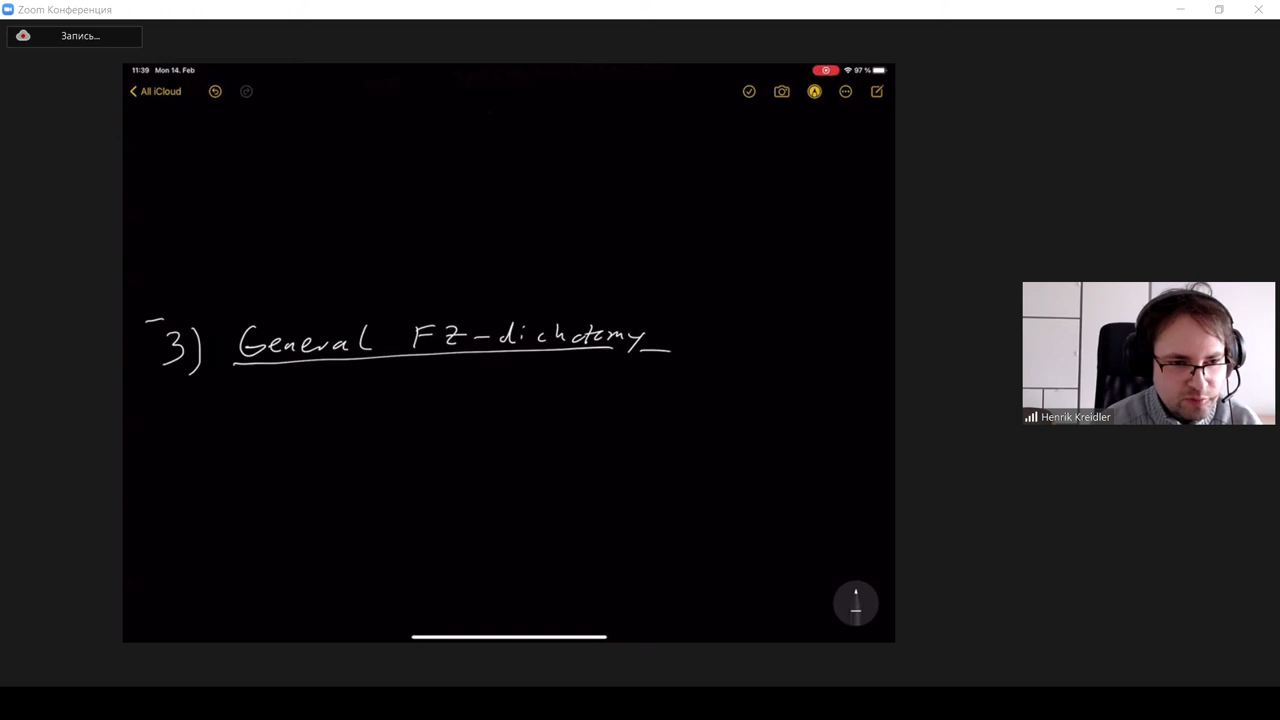 Zoom Конференция
Запись...
11:39 Mon 14. Feb
97 %
All iCloud
3) General FZ-dichotomy
Henrik Kreidler